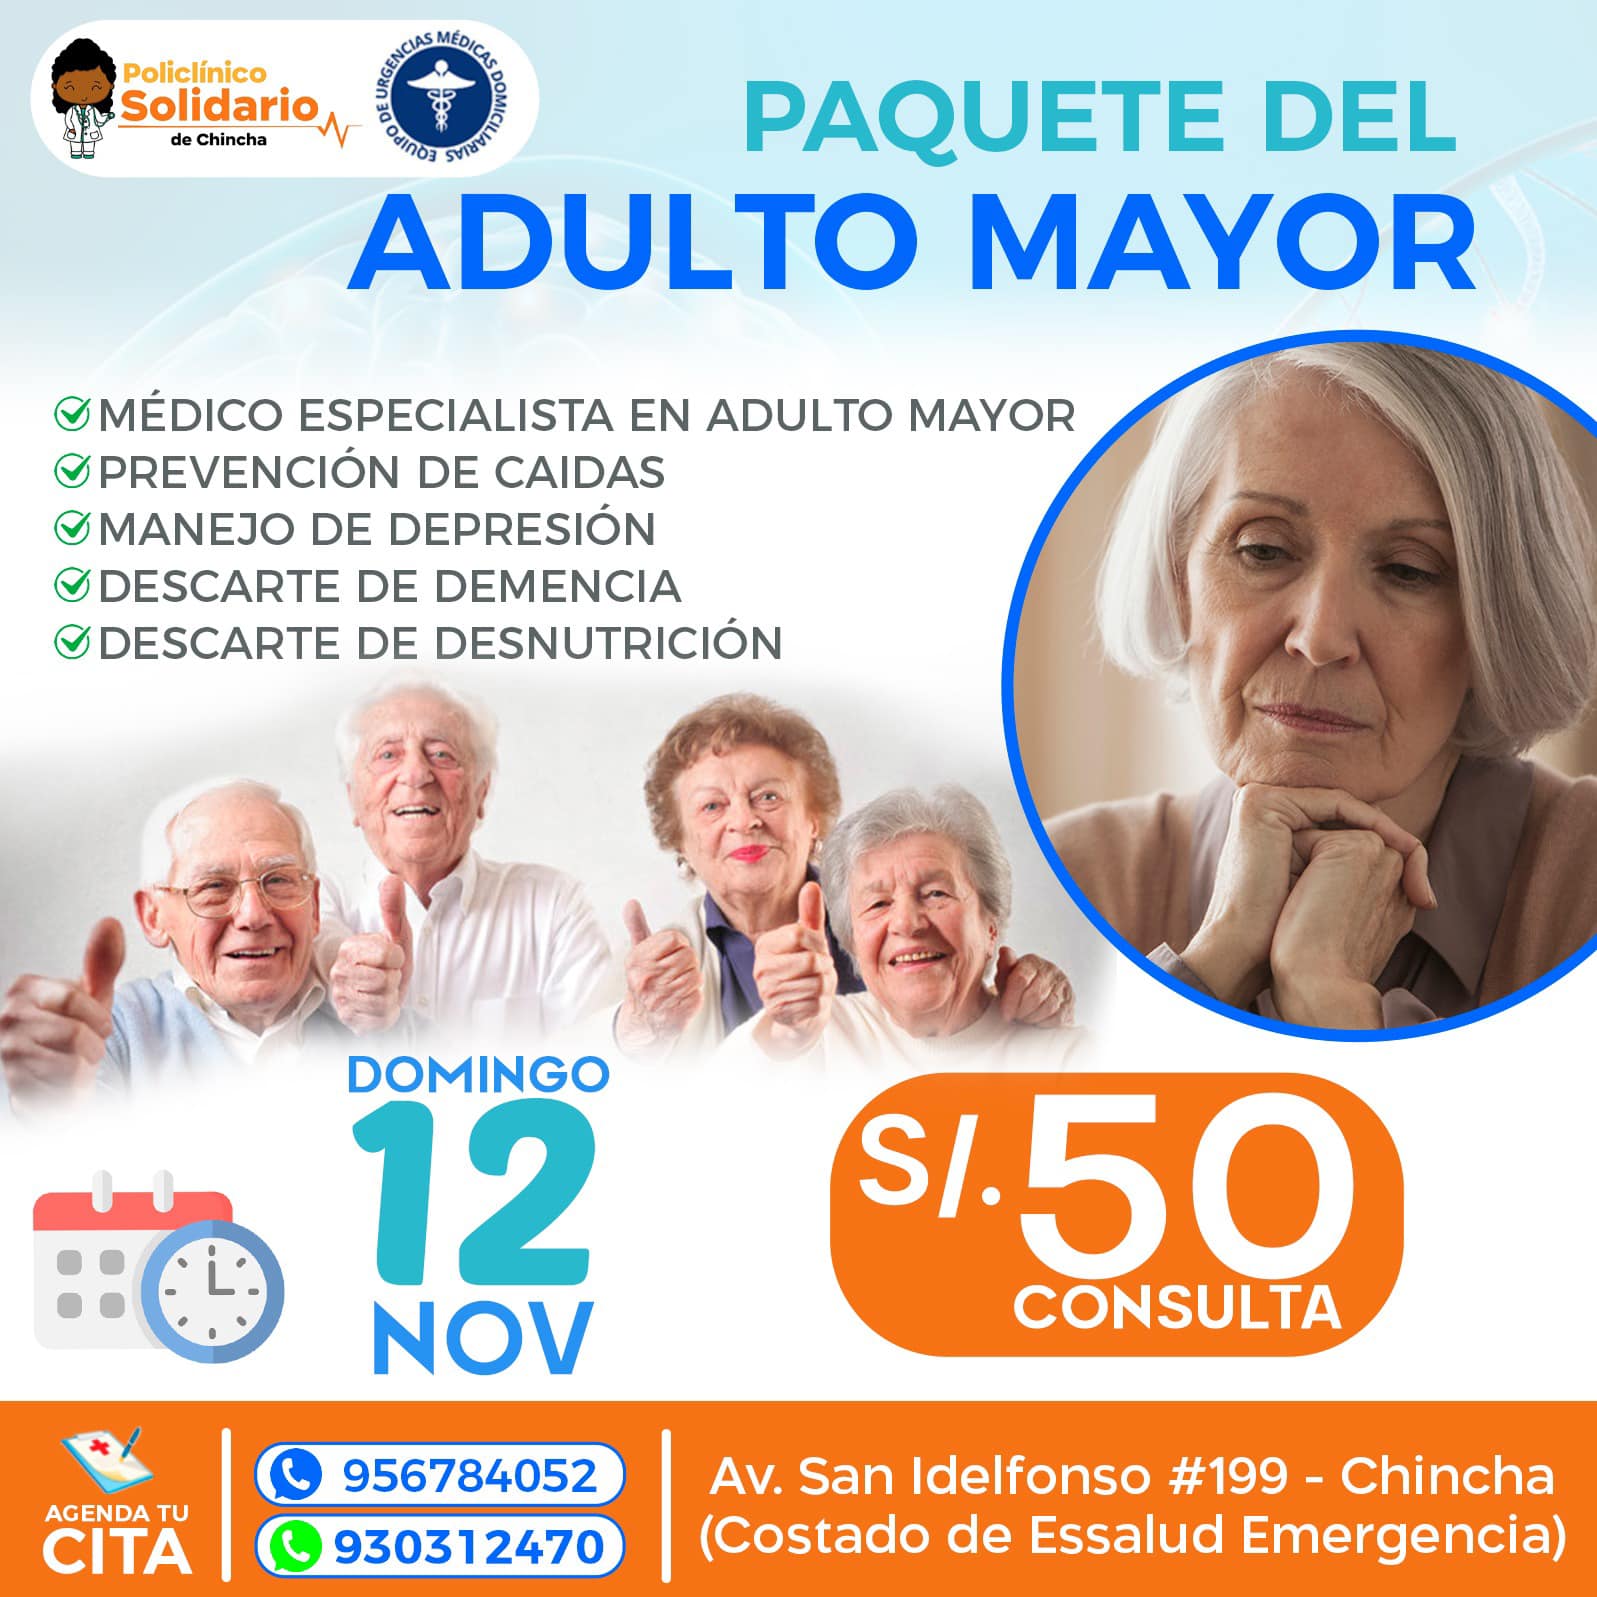 Policlínico
Solidario
de Chincha
EQUIPO DE URGENCIAS MÉDICAS DOMICILIARIAS
PAQUETE DEL
ADULTO MAYOR
MÉDICO ESPECIALISTA EN ADULTO MAYOR
PREVENCIÓN DE CAIDAS
MANEJO DE DEPRESIÓN
DESCARTE DE DEMENCIA
DESCARTE DE DESNUTRICIÓN
DOMINGO
12
NOV
S/.50
CONSULTA
AGENDA TU
CITA
956784052
930312470
Av. San Idelfonso #199 - Chincha
(Costado de Essalud Emergencia)